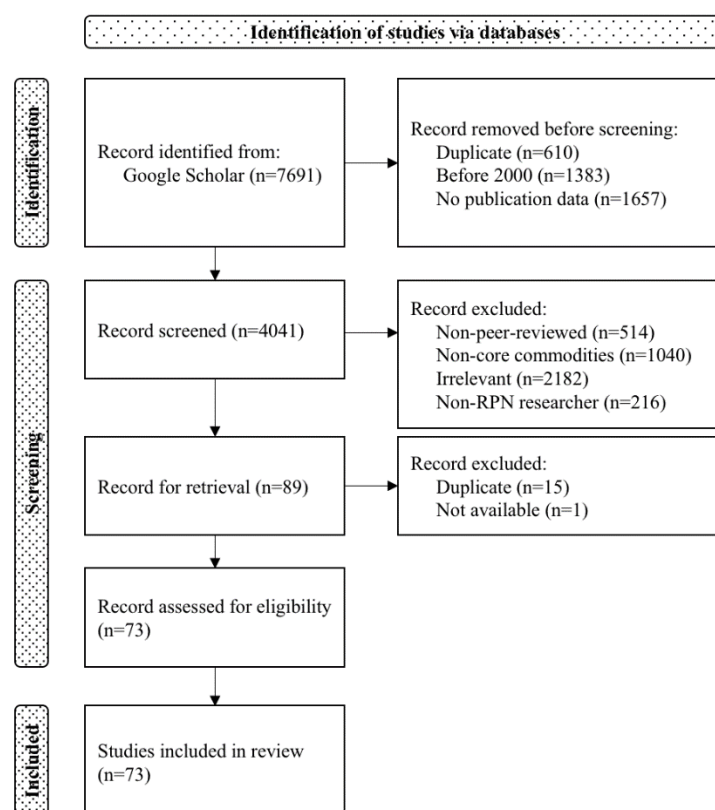 Identification of studies via databases
Identification
Record identified from:
Google Scholar (n=7691)
Record removed before screening:
Duplicate (n=610)
Before 2000 (n=1383)
No publication data (n=1657)
Screening
Record screened (n=4041)
Record excluded:
Non-peer-reviewed (n=514)
Non-core commodities (n=1040)
Irrelevant (n=2182)
Non-RPN researcher (n=216)
Record for retrieval (n=89)
Record excluded:
Duplicate (n=15)
Not available (n=1)
Record assessed for eligibility
(n=73)
Included
Studies included in review
(n=73)